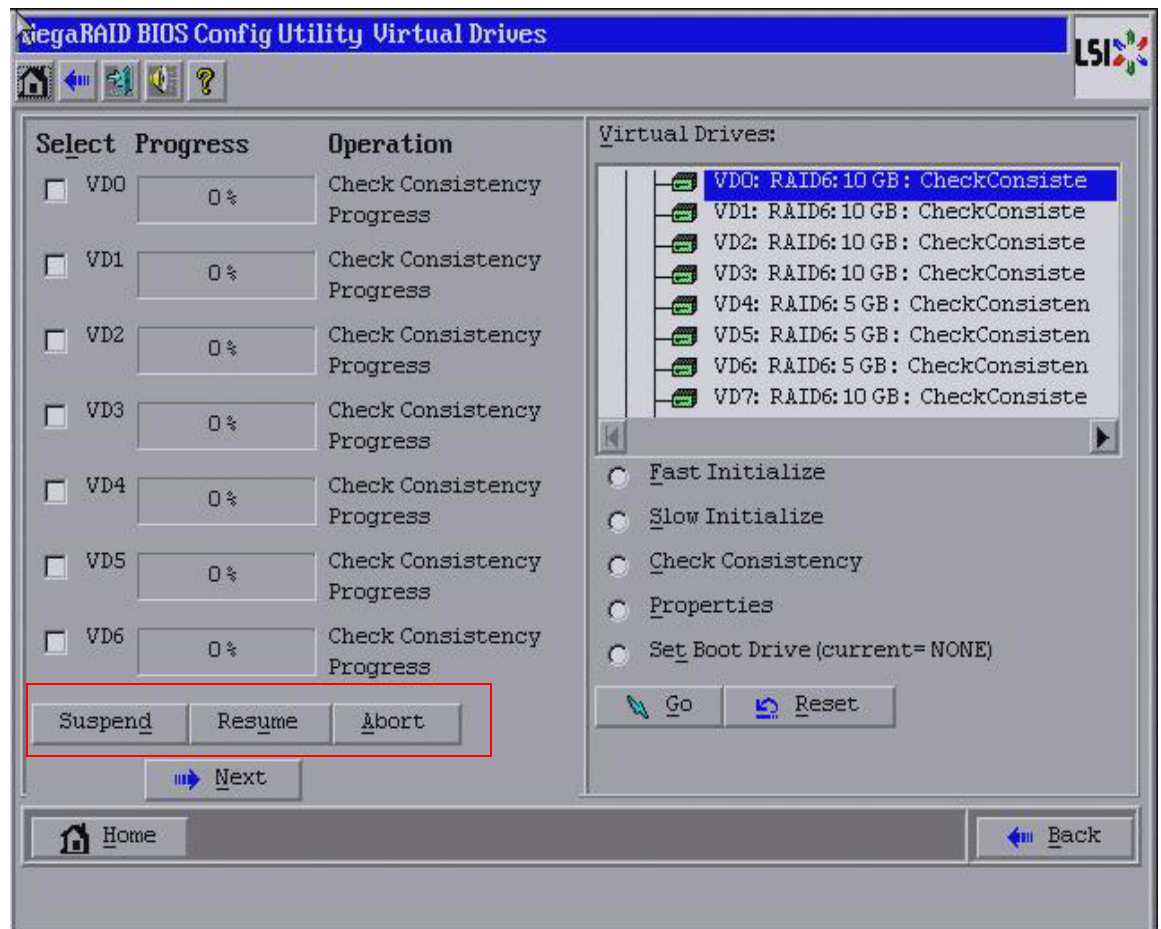 MegaRAID BIOS Config Utility Virtual Drives
LSI
Select Progress Operation
VD0 0 % Check Consistency
Progress
VD1 0 % Check Consistency
Progress
VD2 0 % Check Consistency
Progress
VD3 0 % Check Consistency
Progress
VD4 0 % Check Consistency
Progress
VD5 0 % Check Consistency
Progress
VD6 0 % Check Consistency
Progress
Suspend Resume Abort
Next
Virtual Drives:
VD0: RAID6: 10 GB: CheckConsiste
VD1: RAID6: 10 GB: CheckConsiste
VD2: RAID6: 10 GB: CheckConsiste
VD3: RAID6: 10 GB: CheckConsiste
VD4: RAID6: 5 GB: CheckConsisten
VD5: RAID6: 5 GB: CheckConsisten
VD6: RAID6: 5 GB: CheckConsisten
VD7: RAID6: 10 GB: CheckConsiste
Fast Initialize
Slow Initialize
Check Consistency
Properties
Set Boot Drive (current= NONE)
Go Reset
Home Back